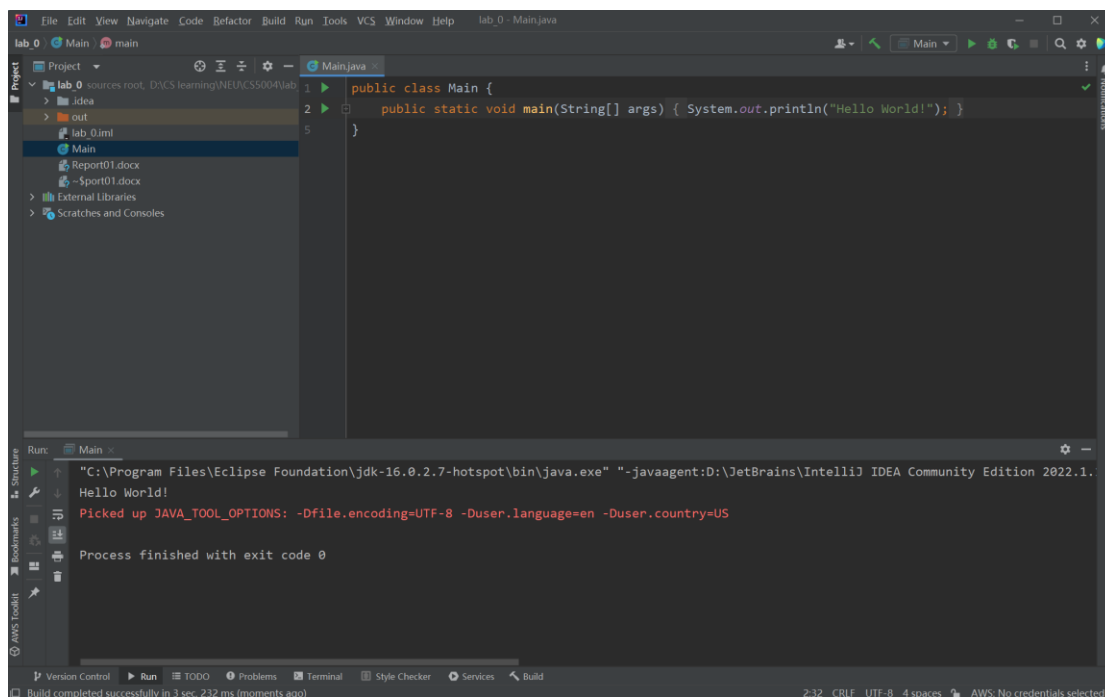 File Edit View Navigate Code Refactor Build Run Tools VCS Window Help lab_0 - Main.java
lab_0 Main main
Main
Project
Main.java
lab_0 sources root, D:\CS learning\NEU\CS5004\lab
.idea
out
lab_0.iml
Main
Report01.docx
~$port01.docx
External Libraries
Scratches and Consoles
1 public class Main {
2 public static void main(String[] args) { System.out.println("Hello World!"); }
5 }
Project
Notifications
Structure
Bookmarks
AWS Toolkit
Run: Main
"C:\Program Files\Eclipse Foundation\jdk-16.0.2.7-hotspot\bin\java.exe" "-javaagent:D:\JetBrains\IntelliJ IDEA Community Edition 2022.1.
Hello World!
Picked up JAVA_TOOL_OPTIONS: -Dfile.encoding=UTF-8 -Duser.language=en -Duser.country=US
Process finished with exit code 0
Version Control Run TODO Problems Terminal Style Checker Services Build
Build completed successfully in 3 sec, 232 ms (moments ago) 2:32 CRLF UTF-8 4 spaces AWS: No credentials selected